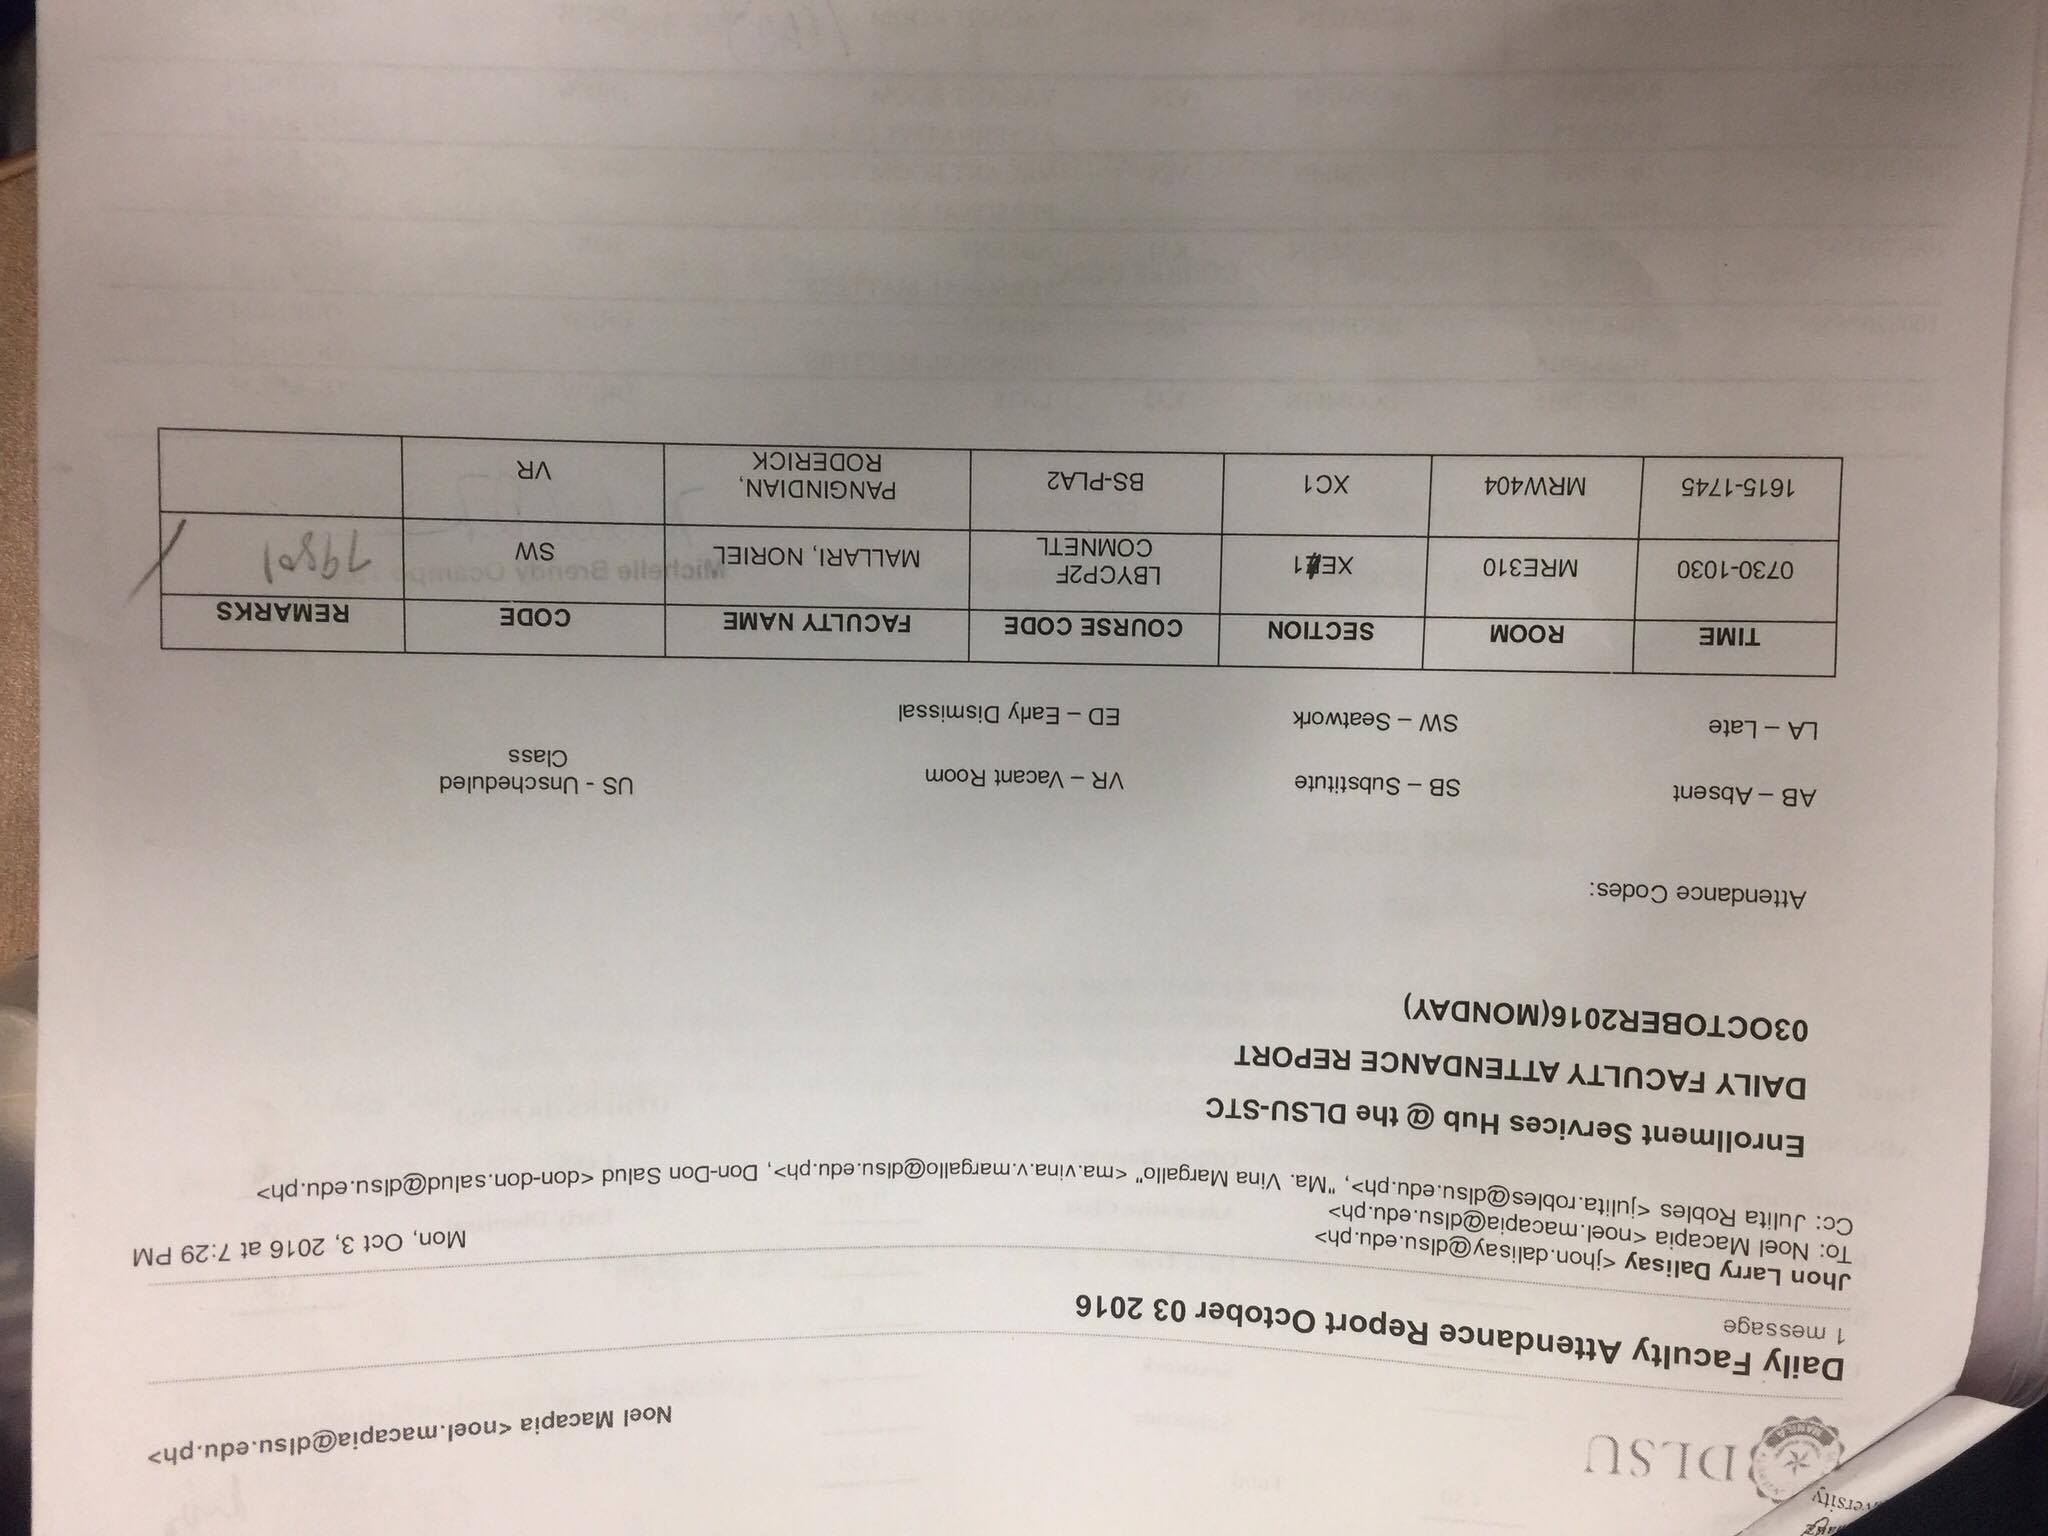 versity
MANILA
DLSU
Noel Macapia <noel.macapia@dlsu.edu.ph>
Daily Faculty Attendance Report October 03 2016
1 message
Jhon Larry Dalisay <jhon.dalisay@dlsu.edu.ph>
Mon, Oct 3, 2016 at 7:29 PM
To: Noel Macapia <noel.macapia@dlsu.edu.ph>
Cc: Julita Robles <julita.robles@dlsu.edu.ph>, "Ma. Vina Margallo" <ma.vina.v.margallo@dlsu.edu.ph>, Don-Don Salud <don-don.salud@dlsu.edu.ph>
Enrollment Services Hub @ the DLSU-STC
DAILY FACULTY ATTENDANCE REPORT
03OCTOBER2016(MONDAY)
Attendance Codes:
AB – Absent SB – Substitute VR – Vacant Room US - Unscheduled
Class
LA – Late SW – Seatwork ED – Early Dismissal
TIME ROOM SECTION COURSE CODE FACULTY NAME CODE REMARKS
0730-1030 MRE310 LBYCP2F COMNETL MALLARI, NORIEL SW 79801
1615-1745 MRW404 XC1 BS-PLA2 PANGINDIAN, RODERICK VR